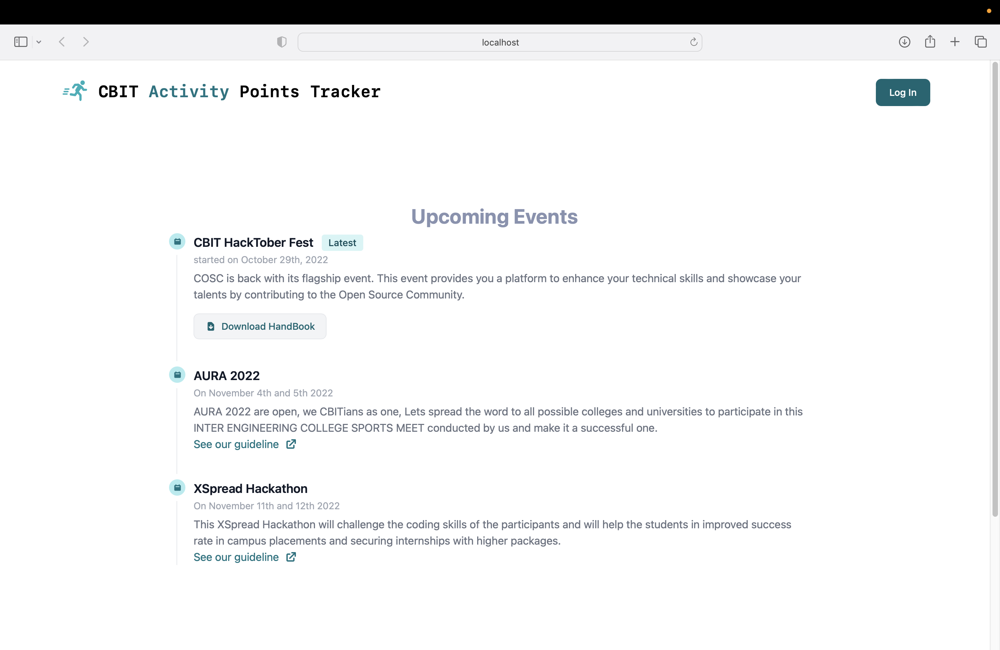 localhost
CBIT Activity Points Tracker
Log In
Upcoming Events
CBIT HackTober Fest Latest
started on October 29th, 2022
COSC is back with its flagship event. This event provides you a platform to enhance your technical skills and showcase your
talents by contributing to the Open Source Community.
Download HandBook
AURA 2022
On November 4th and 5th 2022
AURA 2022 are open, we CBITians as one, Lets spread the word to all possible colleges and universities to participate in this
INTER ENGINEERING COLLEGE SPORTS MEET conducted by us and make it a successful one.
See our guideline
XSpread Hackathon
On November 11th and 12th 2022
This XSpread Hackathon will challenge the coding skills of the participants and will help the students in improved success
rate in campus placements and securing internships with higher packages.
See our guideline